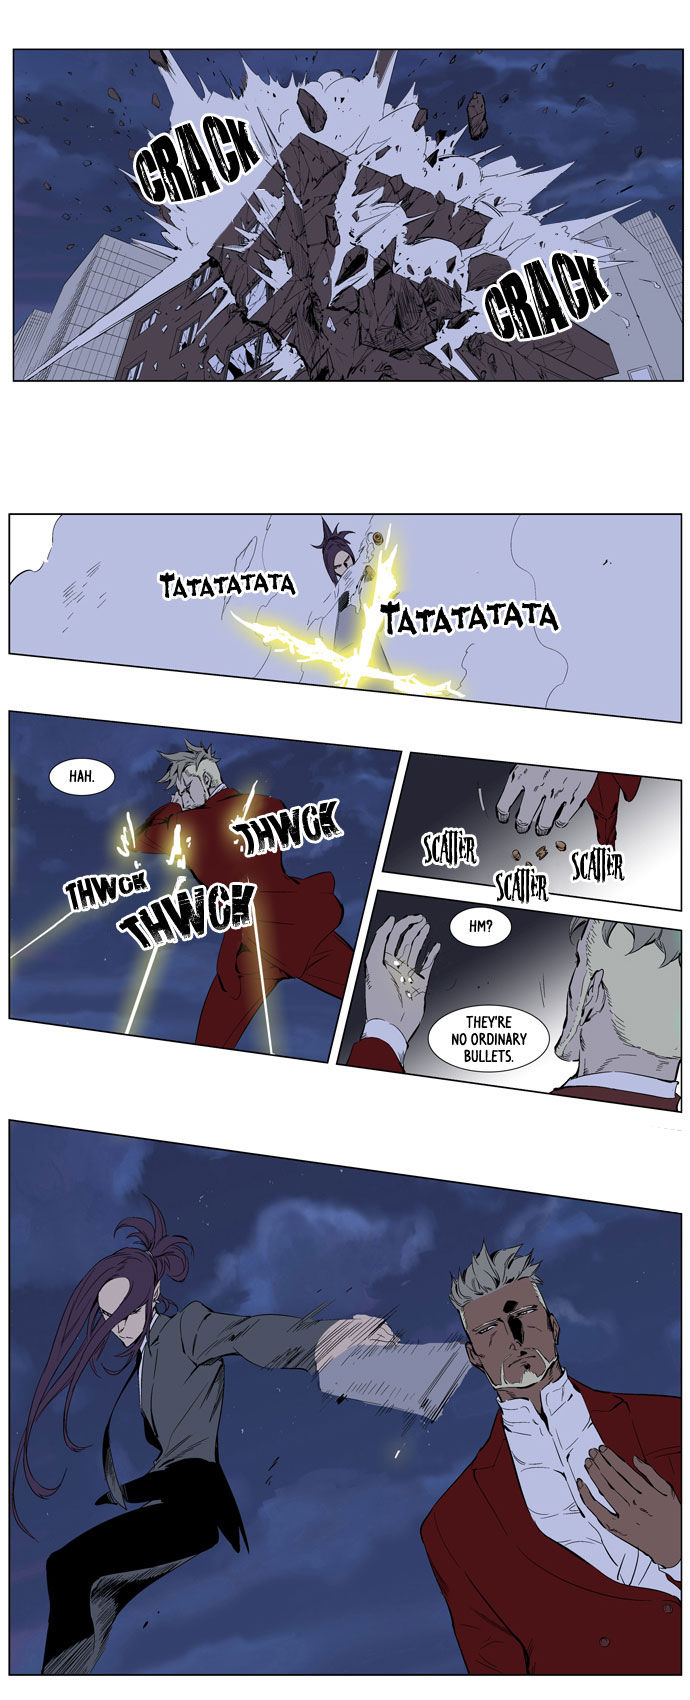 CRACK
CRACK
TATATATATA
TATATATATA
HAH.
THWCK
THWCK
THWCK
SCATTER
SCATTER
SCATTER
HM?
THEY'RE
NO ORDINARY
BULLETS.